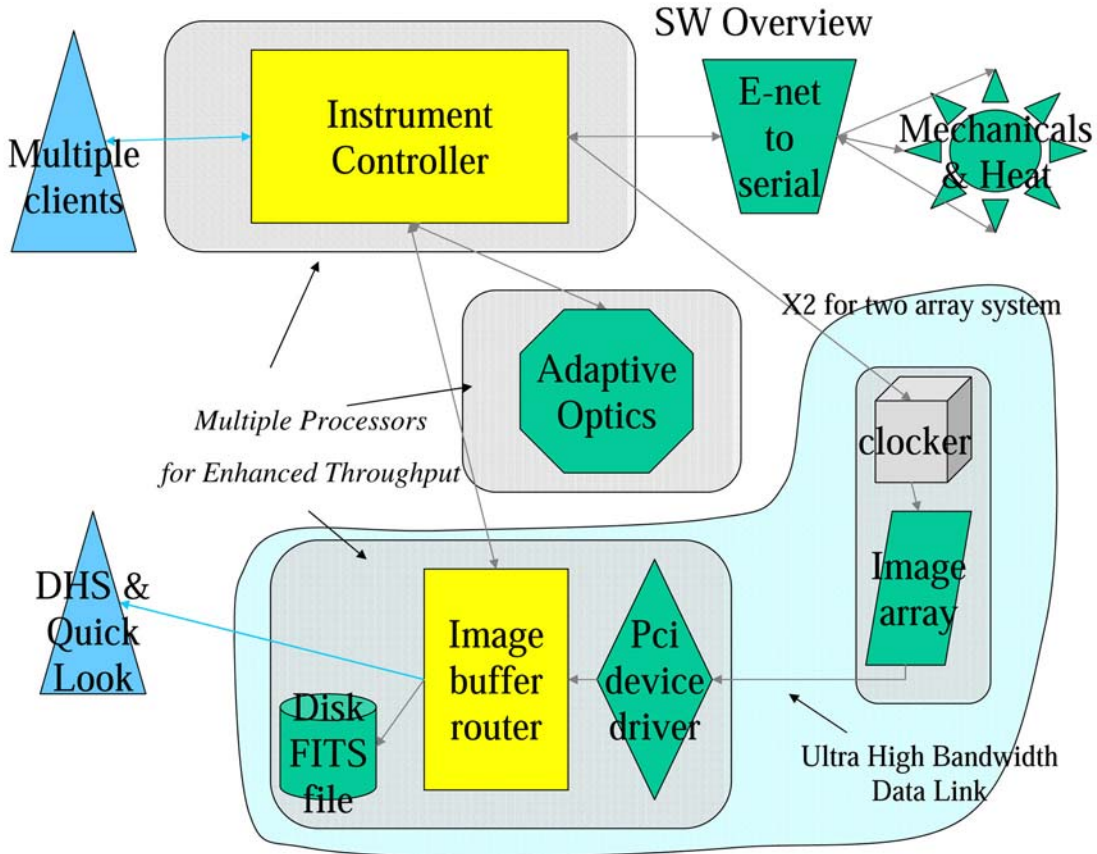 SW Overview
Multiple
clients
Instrument
Controller
E-net
to
serial
Mechanicals
& Heat
X2 for two array system
Adaptive
Optics
Multiple Processors
for Enhanced Throughput
clocker
Image
array
DHS &
Quick
Look
Disk
FITS
file
Image
buffer
router
Pci
device
driver
Ultra High Bandwidth
Data Link